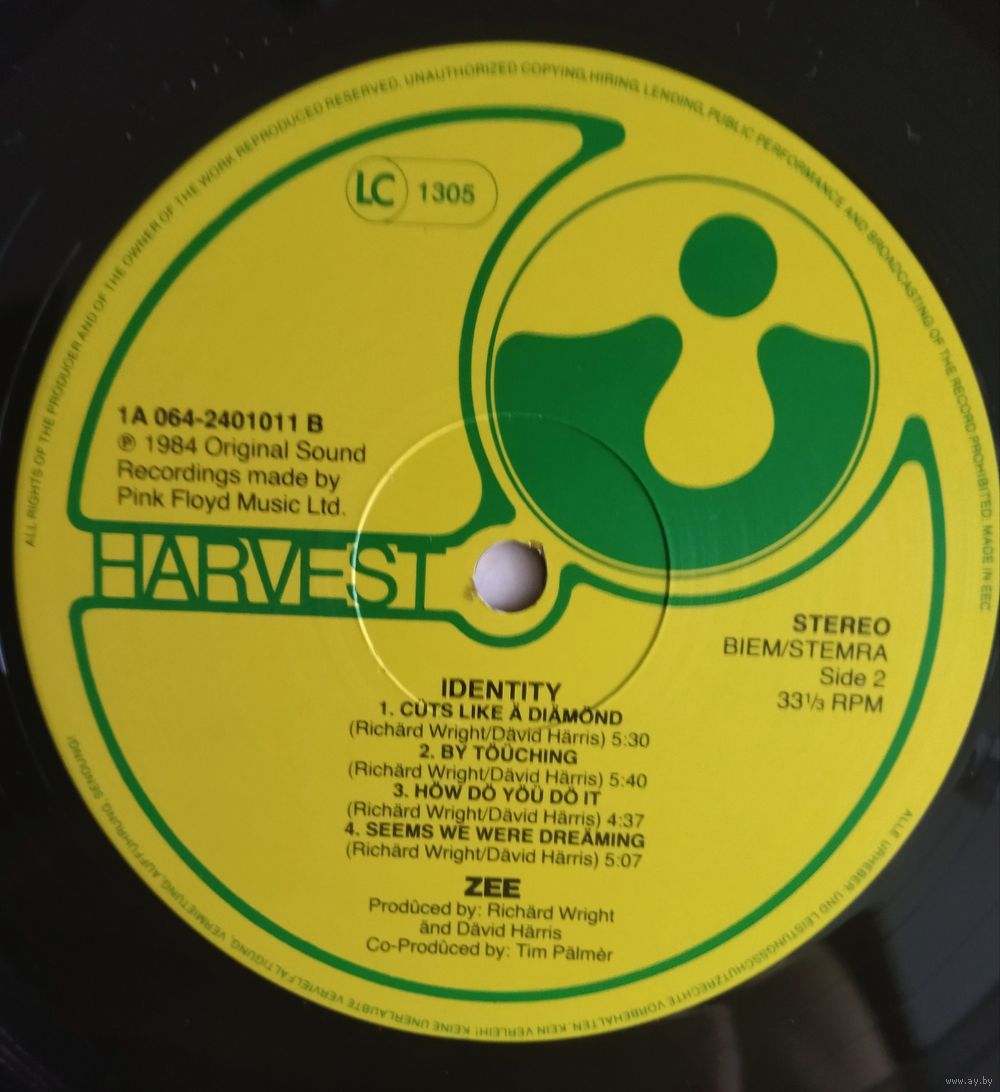 ALL RIGHTS OF THE PRODUCER AND OF THE OWNER OF THE WORK REPRODUCED RESERVED. UNAUTHORIZED COPYING, HIRING, LENDING, PUBLIC PERFORMANCE AND BROADCASTING OF THE RECORD PROHIBITED. MADE IN EEC.
LC 1305
1A 064-2401011 B
℗ 1984 Original Sound
Recordings made by
Pink Floyd Music Ltd.
HARVEST
STEREO
BIEM/STEMRA
Side 2
33⅓ RPM
IDENTITY
1. CÜTS LIKE Ä DIÄMÖND
(Richärd Wright/Dävid Härris) 5:30
2. BY TÖÜCHING
(Richärd Wright/Dävid Härris) 5:40
3. HÖW DÖ YÖÜ DÖ IT
(Richärd Wright/Dävid Härris) 4:37
4. SEEMS WE WERE DREÄMING
(Richärd Wright/Dävid Härris) 5:07
ZEE
Prodûced by: Richärd Wright
änd Dävid Härris
Co-Prodûced by: Tim Pälmèr
ALLE URHEBER- UND LEISTUNGSSCHUTZRECHTE VORBEHALTEN. KEIN VERLEIH! KEINE UNERLAUBTE VERVIELFÄLTIGUNG, VERMIETUNG, AUFFÜHRUNG, SENDUNG!
www.ay.by